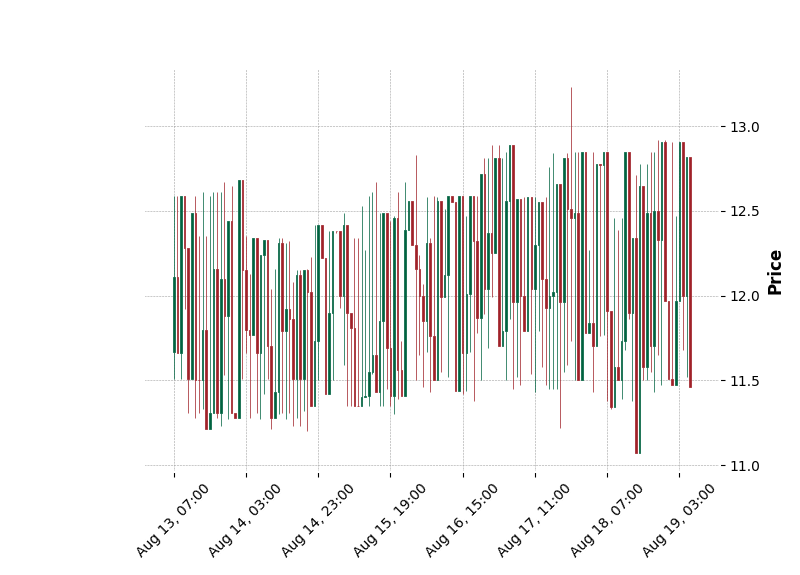 13.0
12.5
12.0
11.5
11.0
Price
Aug 13, 07:00
Aug 14, 03:00
Aug 14, 23:00
Aug 15, 19:00
Aug 16, 15:00
Aug 17, 11:00
Aug 18, 07:00
Aug 19, 03:00